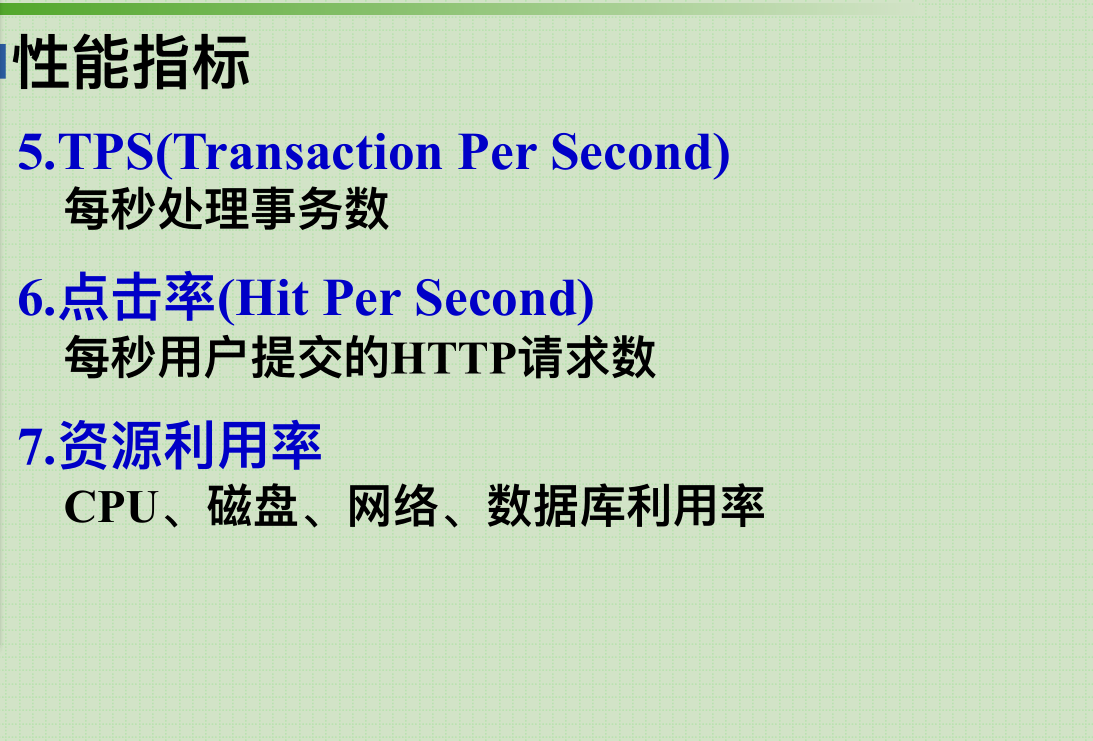 性能指标
5.TPS(Transaction Per Second)
每秒处理事务数
6.点击率(Hit Per Second)
每秒用户提交的HTTP请求数
7.资源利用率
CPU、磁盘、网络、数据库利用率